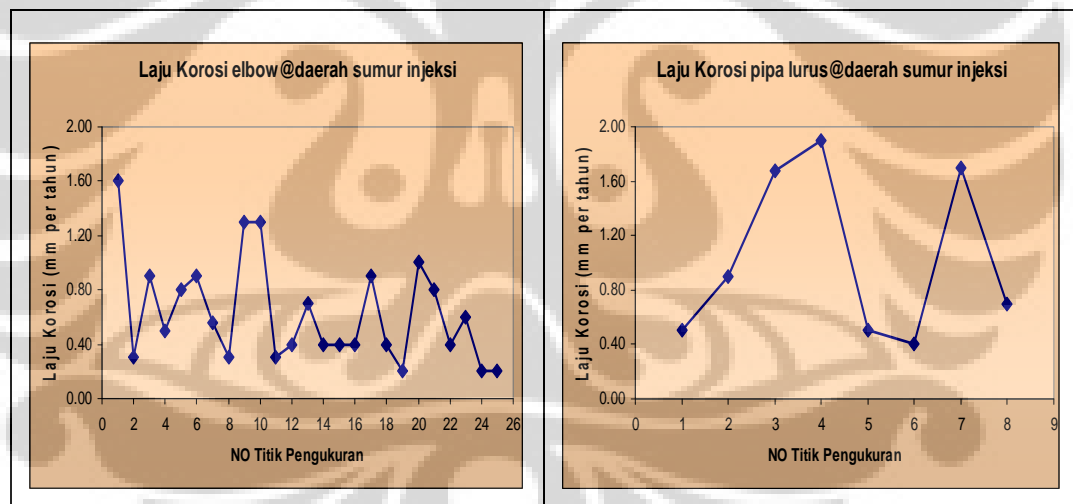 Laju Korosi elbow@daerah sumur injeksi
Laju Korosi (mm per tahun)
2.00
1.60
1.20
0.80
0.40
0.00
0 2 4 6 8 10 12 14 16 18 20 22 24 26
NO Titik Pengukuran
Laju Korosi pipa lurus@daerah sumur injeksi
Laju Korosi (mm per tahun)
2.00
1.60
1.20
0.80
0.40
0.00
0 1 2 3 4 5 6 7 8 9
NO Titik Pengukuran